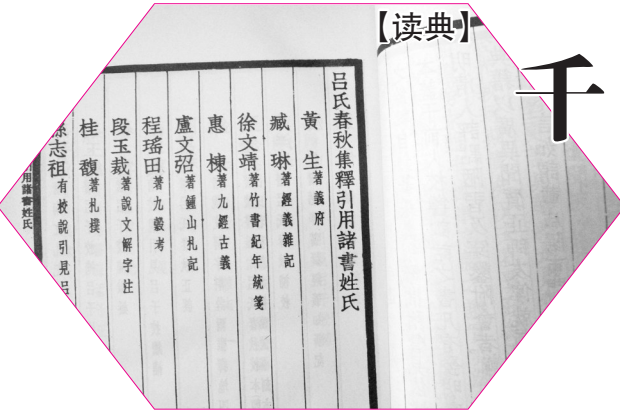 【读典】
千
呂氏春秋集釋引用諸書姓氏
黃生著義府
臧琳著經義雜記
徐文靖著竹書紀年統箋
惠棟著九經古義
盧文弨著鍾山札記
程瑤田著九穀考
段玉裁著說文解字注
桂馥著札樸
孫志祖有校說引見呂
用諸書姓氏